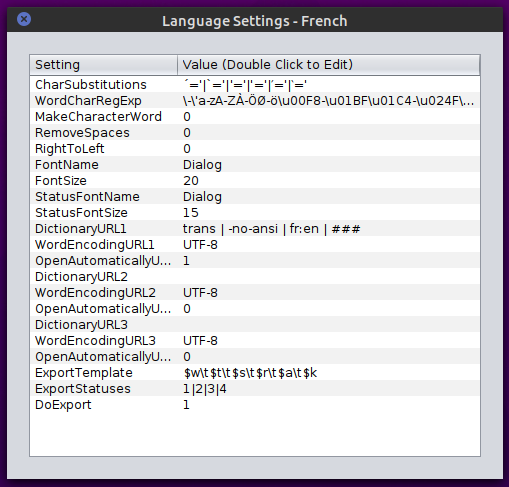 Language Settings - French
Setting Value (Double Click to Edit)
CharSubstitutions ´='|`='|'='|'='|′='|‵='
WordCharRegExp \-\'a-zA-ZÀ-ÖØ-ö\u00F8-\u01BF\u01C4-\u024F\...
MakeCharacterWord 0
RemoveSpaces 0
RightToLeft 0
FontName Dialog
FontSize 20
StatusFontName Dialog
StatusFontSize 15
DictionaryURL1 trans | -no-ansi | fr:en | ###
WordEncodingURL1 UTF-8
OpenAutomaticallyU... 1
DictionaryURL2
WordEncodingURL2 UTF-8
OpenAutomaticallyU... 0
DictionaryURL3
WordEncodingURL3 UTF-8
OpenAutomaticallyU... 0
ExportTemplate $w\t$t\t$s\t$r\t$a\t$k
ExportStatuses 1|2|3|4
DoExport 1